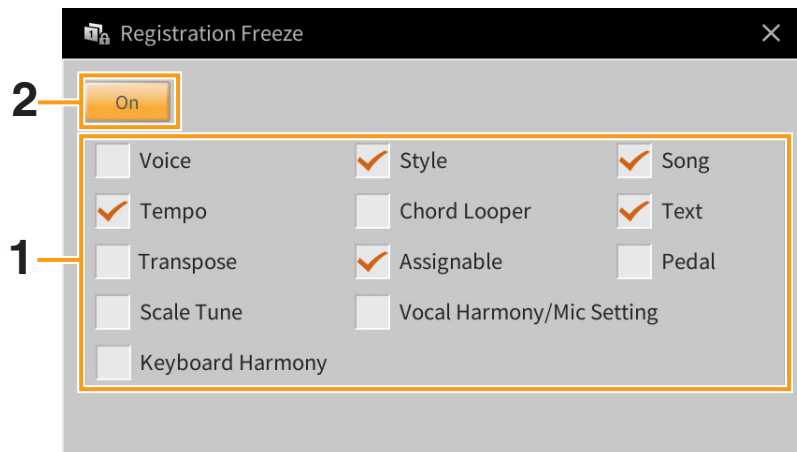 Registration Freeze
2
On
Voice Style Song
Tempo Chord Looper Text
1
Transpose Assignable Pedal
Scale Tune Vocal Harmony/Mic Setting
Keyboard Harmony